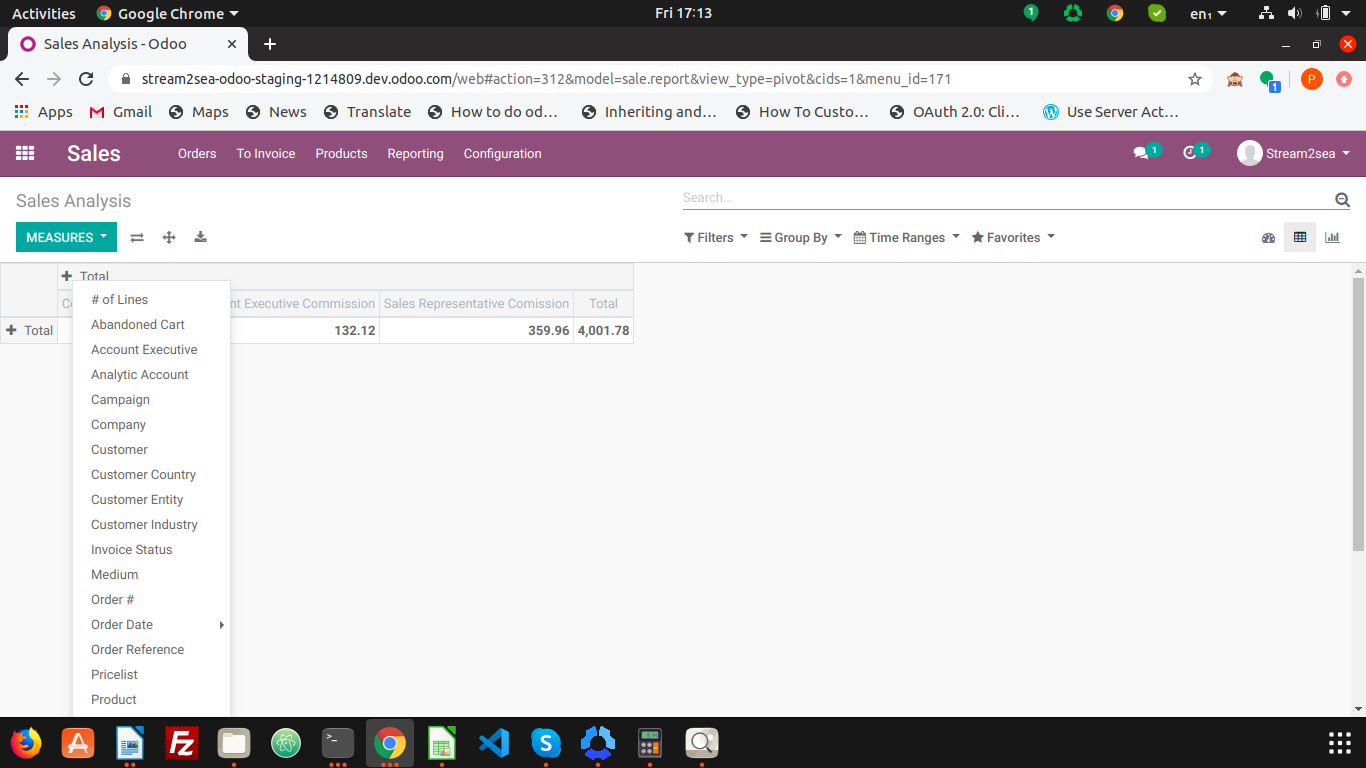 Activities Google Chrome Fri 17:13 1 en₁
Sales Analysis - Odoo
stream2sea-odoo-staging-1214809.dev.odoo.com/web#action=312&model=sale.report&view_type=pivot&cids=1&menu_id=171 1 P
Apps Gmail Maps News Translate How to do od… Inheriting and… How To Custo… OAuth 2.0: Cli… Use Server Act…
Sales Orders To Invoice Products Reporting Configuration 1 1 Stream2sea
Sales Analysis Search...
MEASURES Filters Group By Time Ranges Favorites
Total
nt Executive Commission Sales Representative Comission Total
Total 132.12 359.96 4,001.78
# of Lines
Abandoned Cart
Account Executive
Analytic Account
Campaign
Company
Customer
Customer Country
Customer Entity
Customer Industry
Invoice Status
Medium
Order #
Order Date
Order Reference
Pricelist
Product